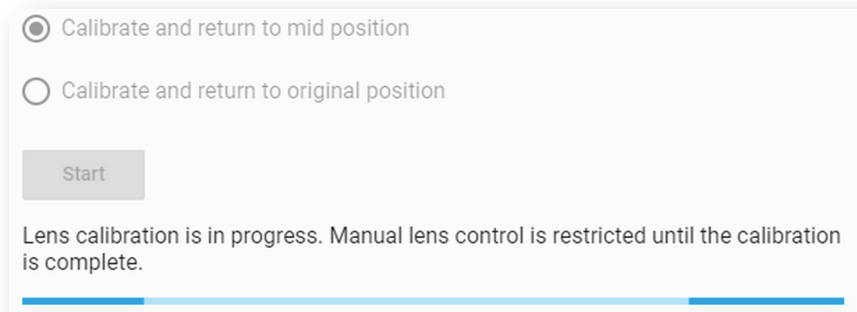 Calibrate and return to mid position
Calibrate and return to original position
Start
Lens calibration is in progress. Manual lens control is restricted until the calibration
is complete.